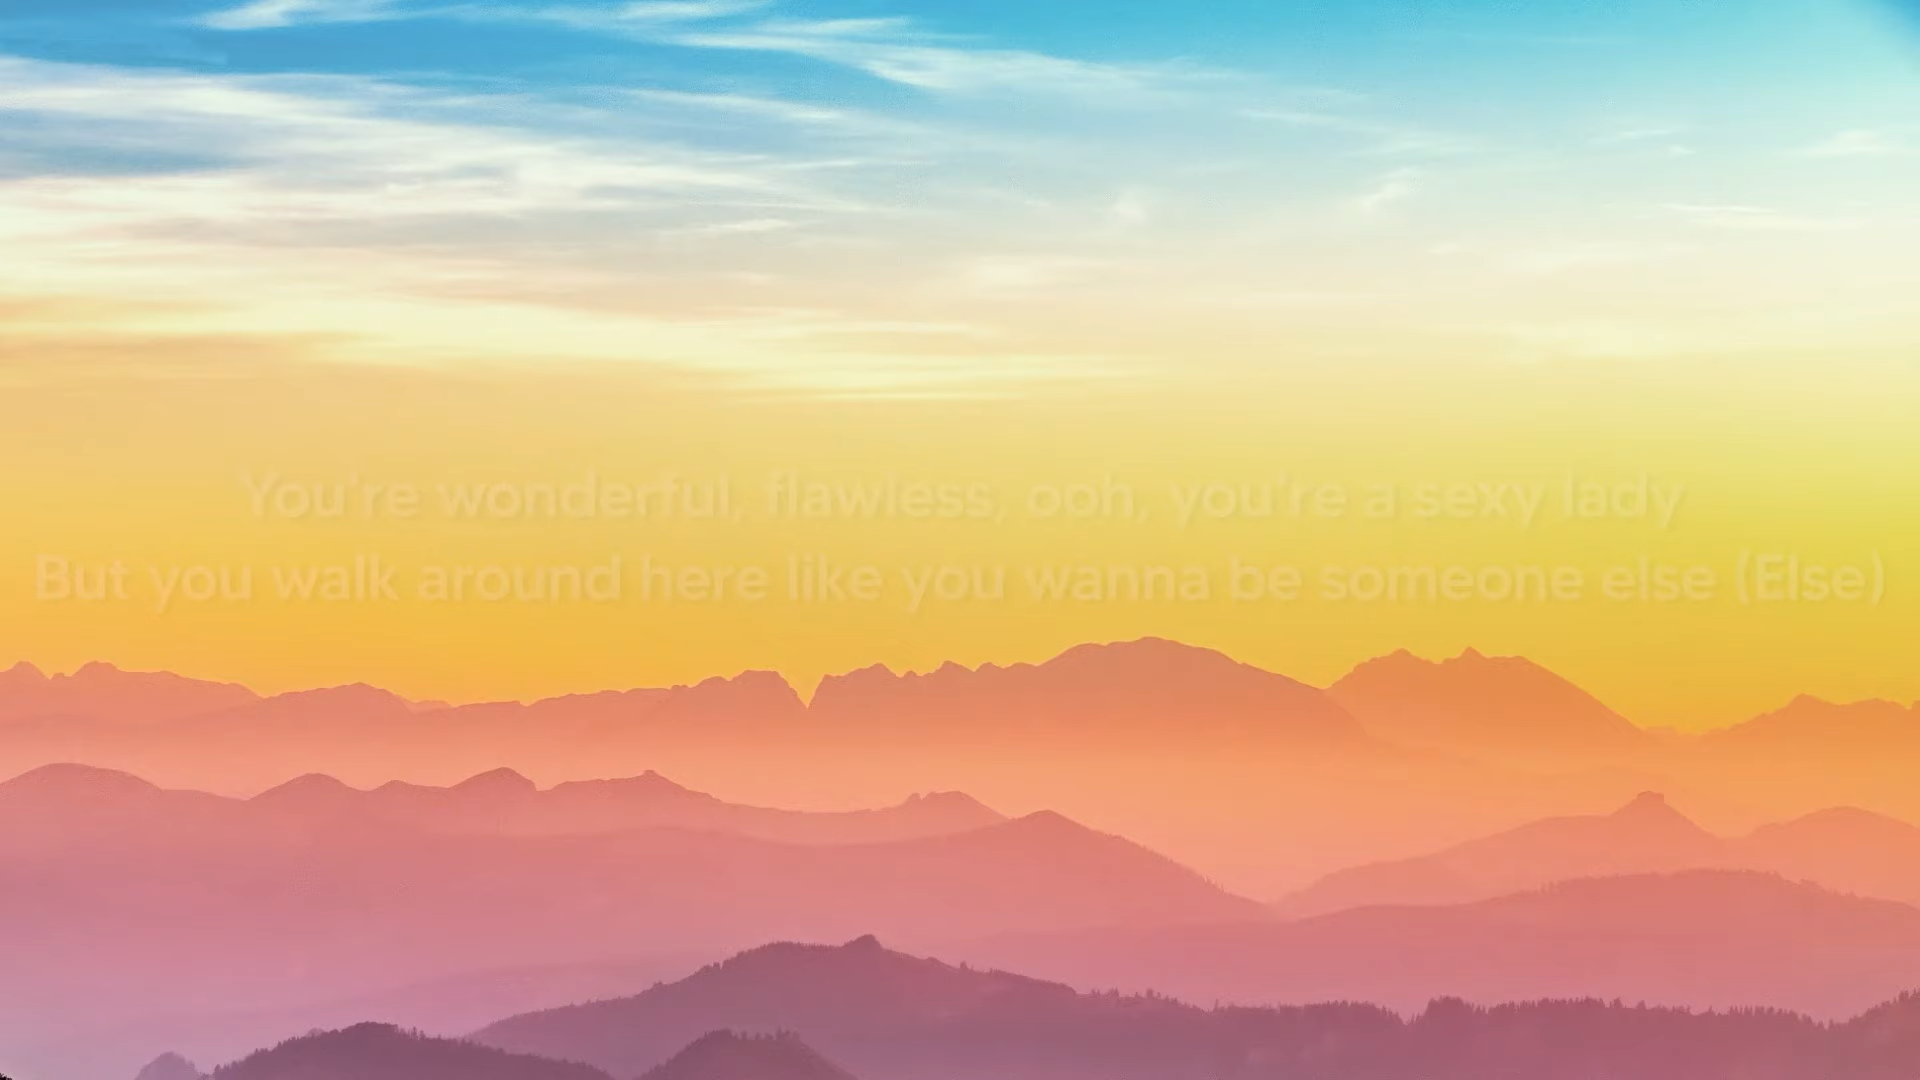 You're wonderful, flawless, ooh, you're a sexy lady
But you walk around here like you wanna be someone else (Else)